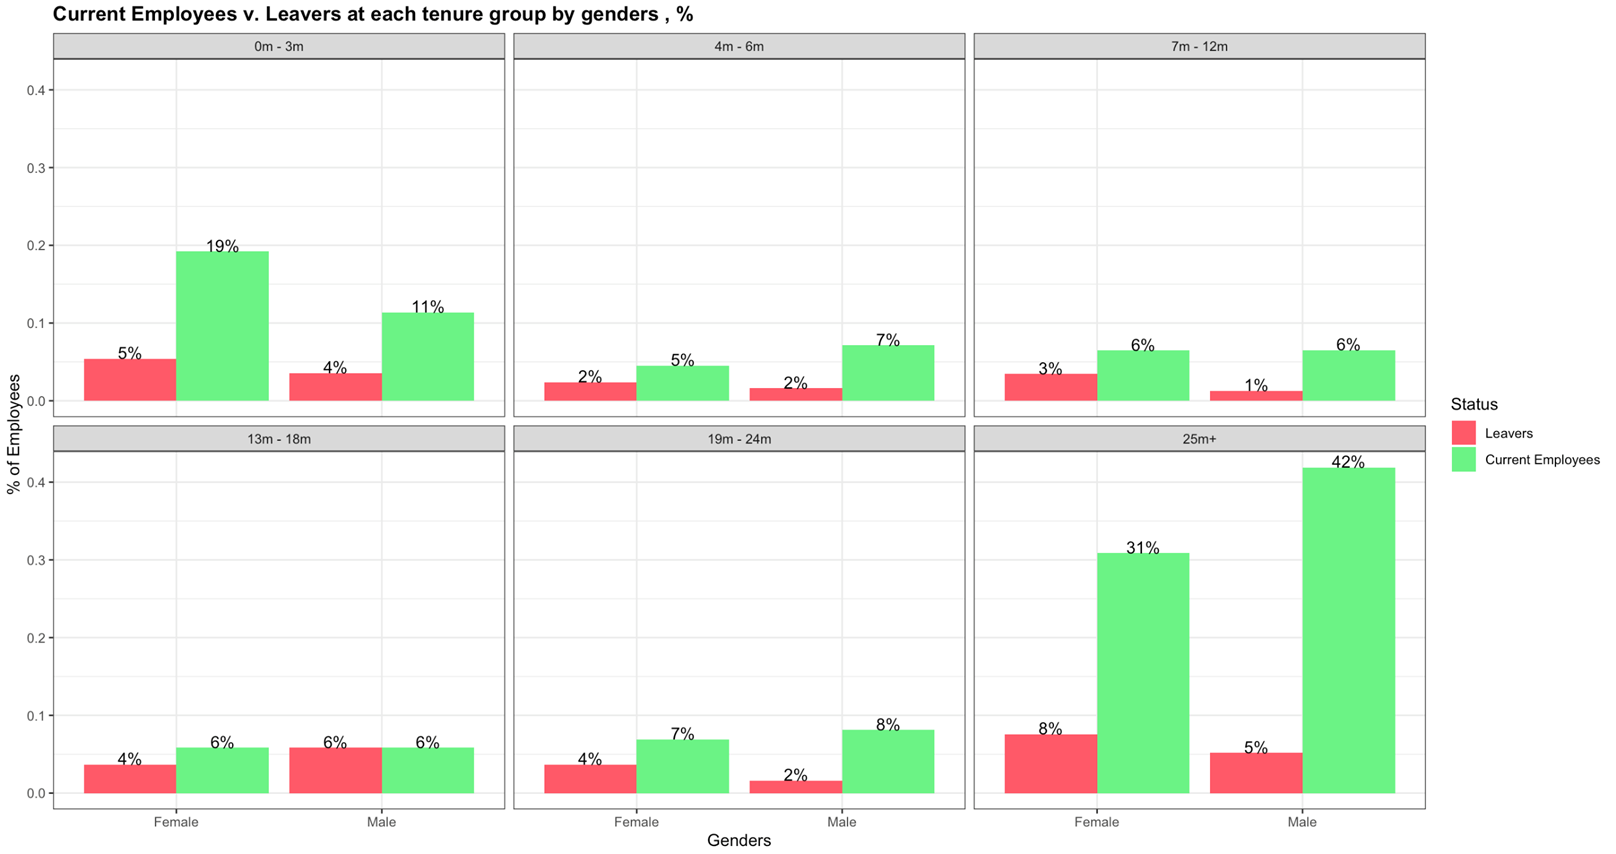 Current Employees v. Leavers at each tenure group by genders , %
0m - 3m
4m - 6m
7m - 12m
0.4
0.3
0.2
0.1
0.0
5%
19%
4%
11%
2%
5%
2%
7%
3%
6%
1%
6%
% of Employees
13m - 18m
19m - 24m
25m+
0.4
0.3
0.2
0.1
0.0
4%
6%
6%
6%
4%
7%
2%
8%
8%
31%
5%
42%
Female
Male
Female
Male
Female
Male
Genders
Status
Leavers
Current Employees